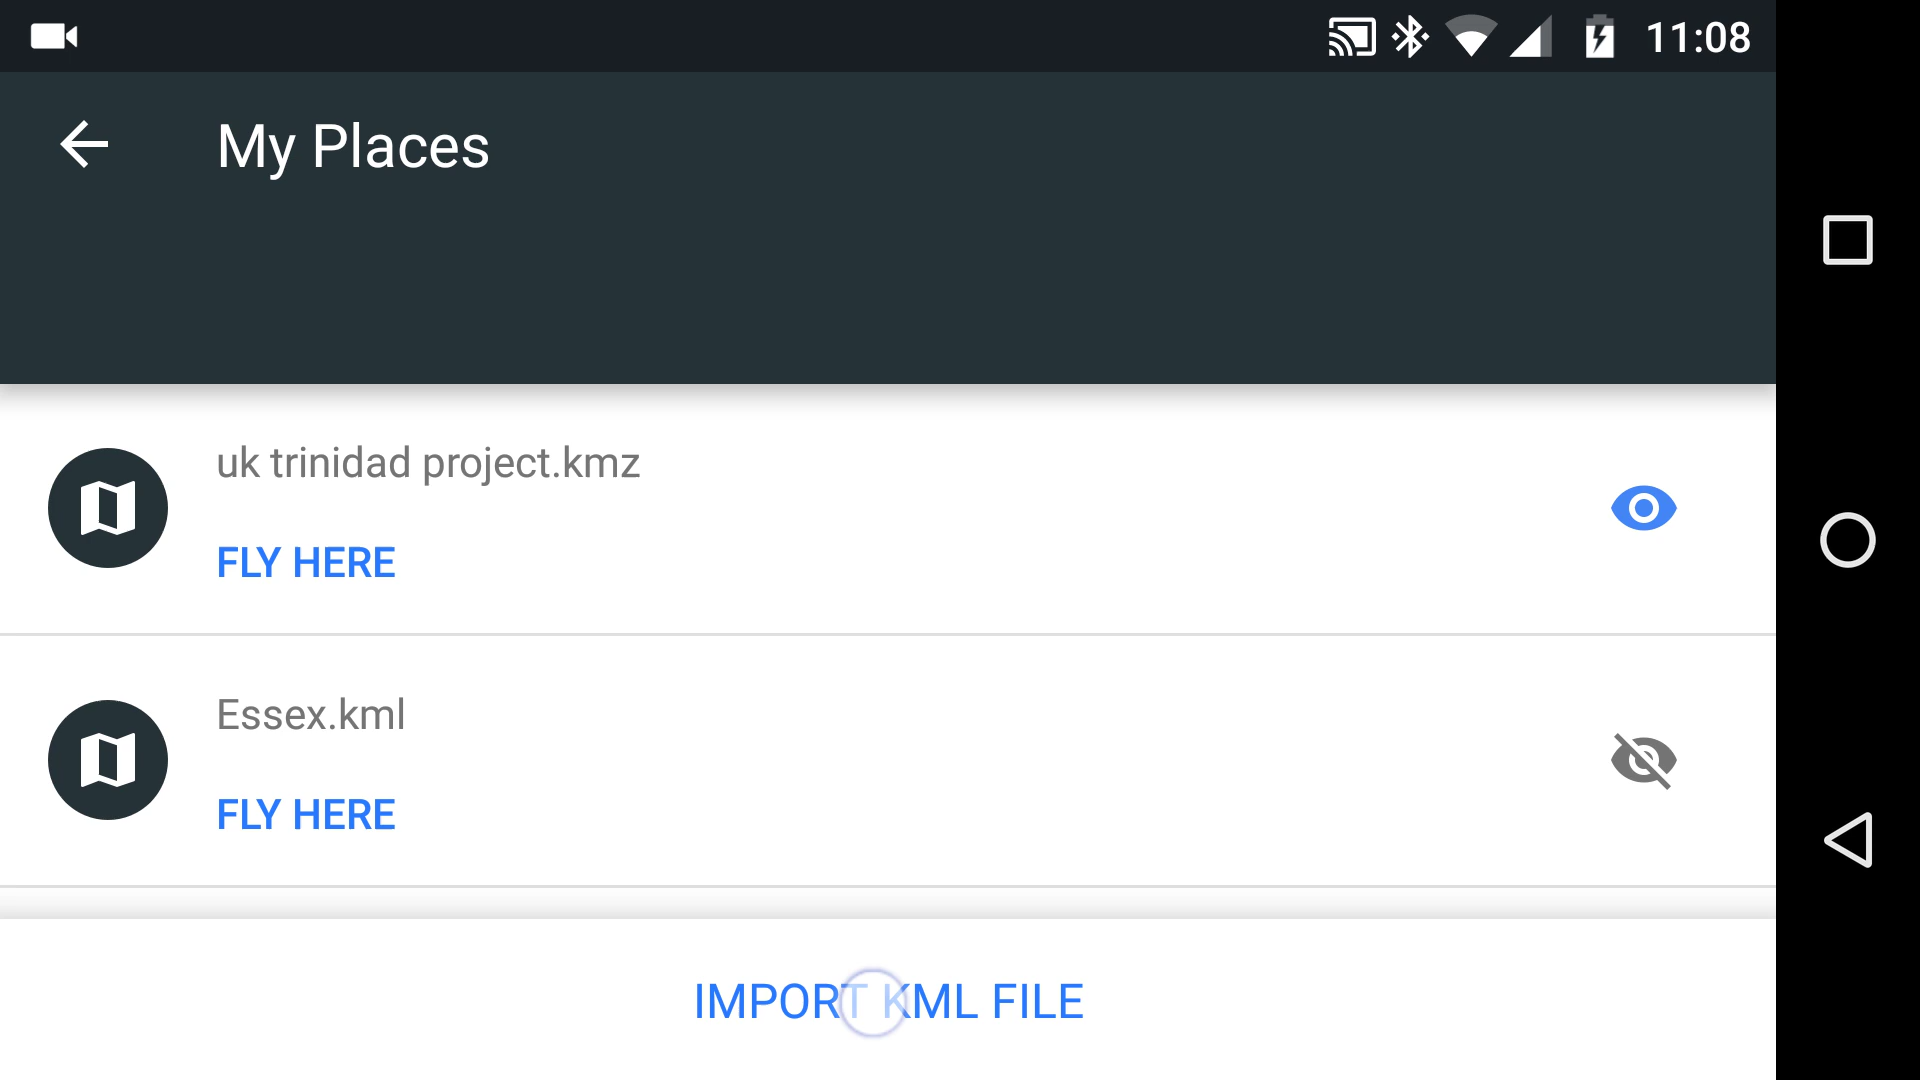 11:08
My Places
uk trinidad project.kmz
FLY HERE
Essex.kml
FLY HERE
IMPORT KML FILE